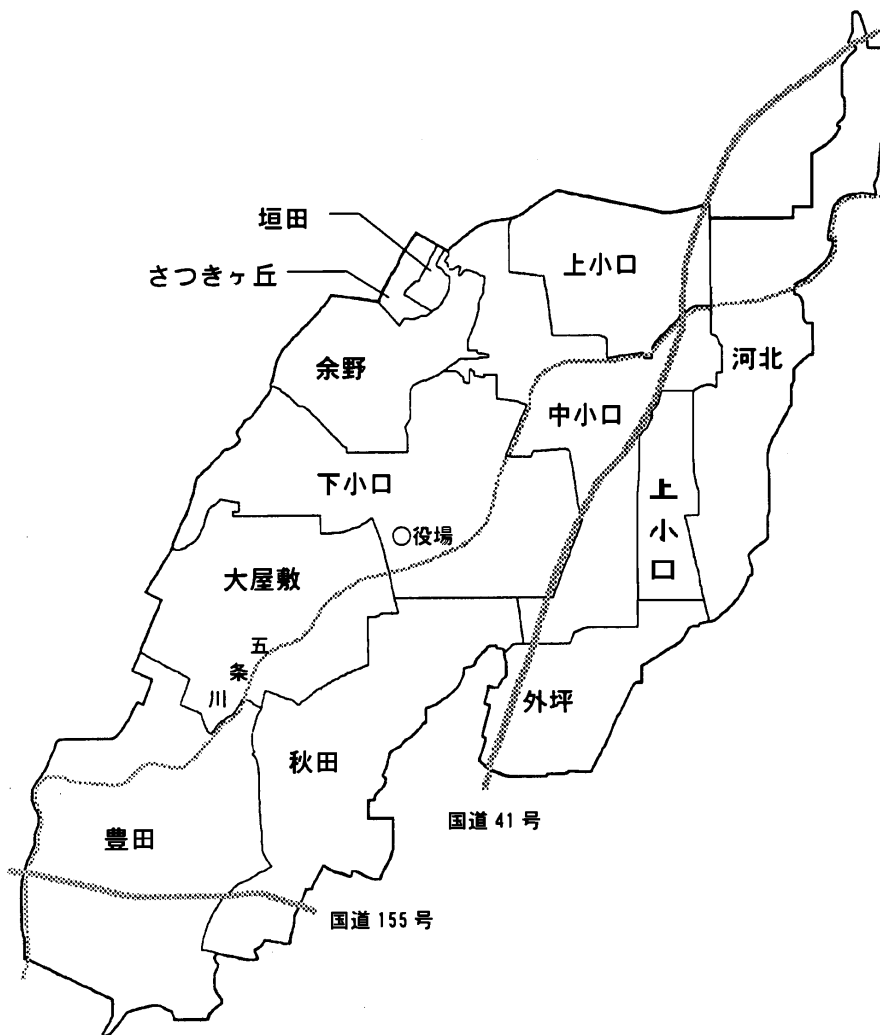 垣田
さつきヶ丘
上小口
余野
河北
中小口
下小口
上小口
役場
大屋敷
五条川
外坪
秋田
国道 41 号
豊田
国道 155 号